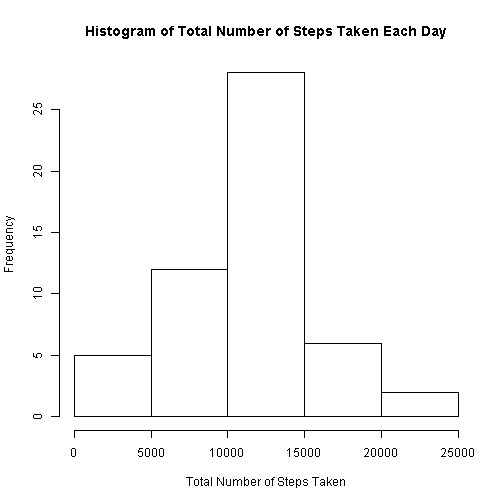 Histogram of Total Number of Steps Taken Each Day
Frequency
25
20
15
10
5
0
0 5000 10000 15000 20000 25000
Total Number of Steps Taken